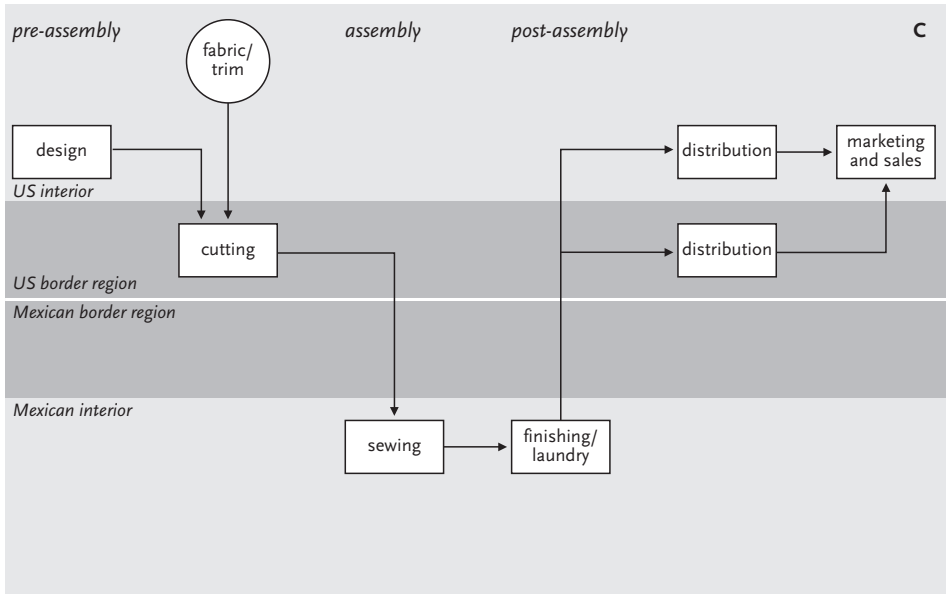 pre-assembly
assembly
post-assembly
C
fabric/
trim
design
distribution
marketing
and sales
US interior
cutting
distribution
US border region
Mexican border region
Mexican interior
sewing
finishing/
laundry